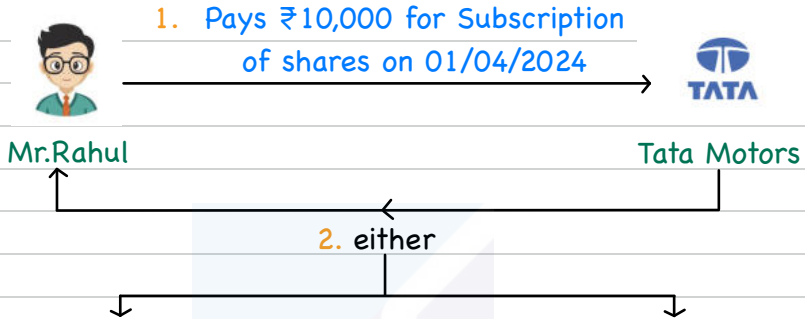 1. Pays ₹10,000 for Subscription
of shares on 01/04/2024
TATA
Mr.Rahul
Tata Motors
2. either